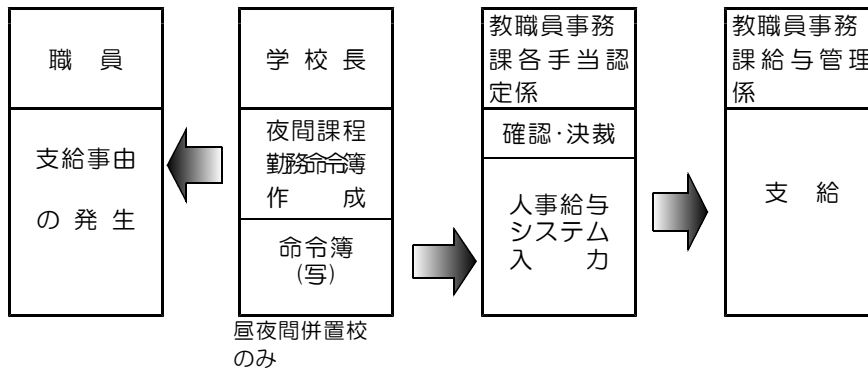 職 員
支給事由
の 発 生
学 校 長
夜間課程
勤務命令簿
作 成
命令簿
(写)
昼夜間併置校
のみ
教職員事務
課各手当認
定係
確認・決裁
人事給与
システム
入 力
教職員事務
課給与管理
係
支 給